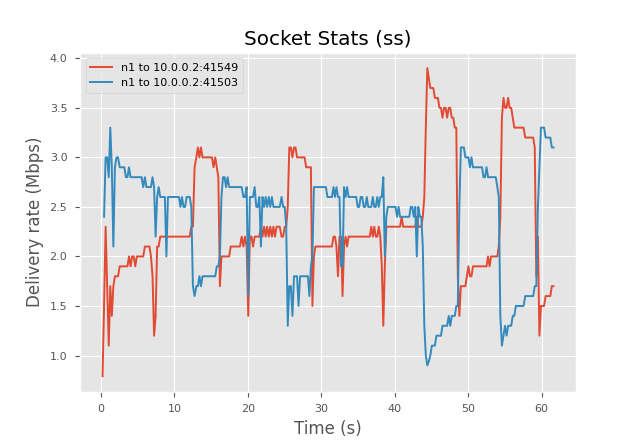 Socket Stats (ss)
n1 to 10.0.0.2:41549
n1 to 10.0.0.2:41503
Delivery rate (Mbps)
4.0
3.5
3.0
2.5
2.0
1.5
1.0
0 10 20 30 40 50 60
Time (s)